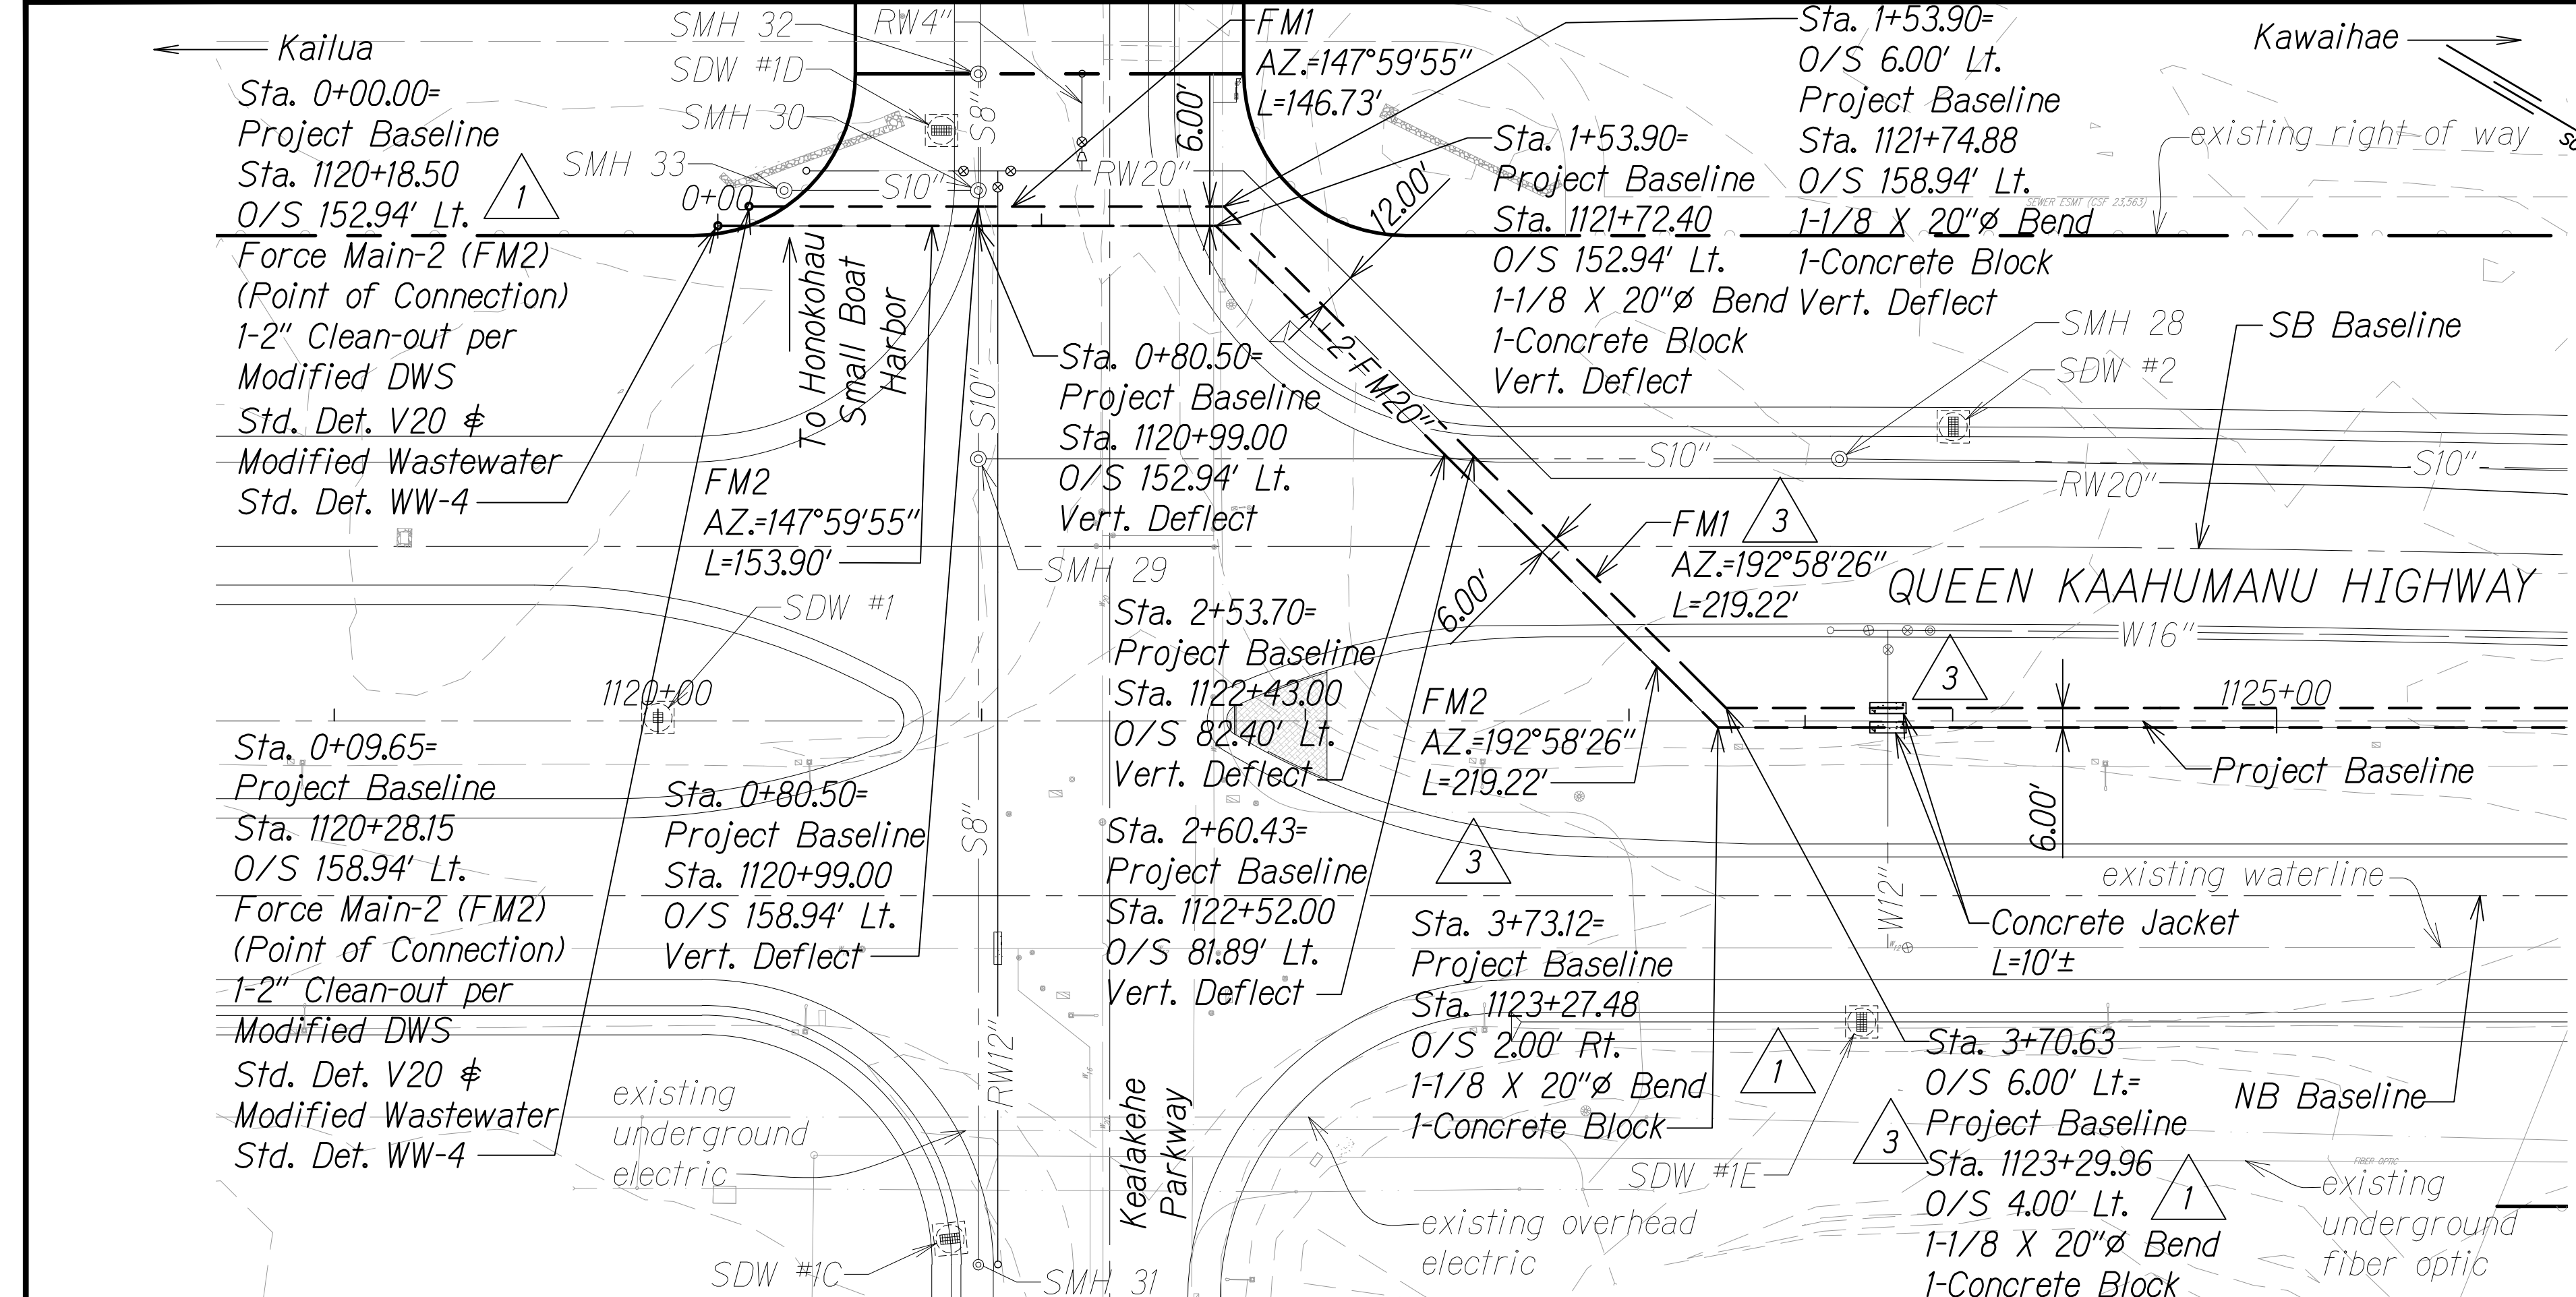 Kailua
Sta. 0+00.00=
Project Baseline
Sta. 1120+18.50
O/S 152.94' Lt.
Force Main-2 (FM2)
(Point of Connection)
1-2" Clean-out per
Modified DWS
Std. Det. V20 &
Modified Wastewater
Std. Det. WW-4
1
SMH 32
SDW #1D
SMH 30
SMH 33
0+00
RW4"
S8"
S10"
RW20"
6.00'
FM1
AZ.=147°59'55"
L=146.73'
12.00'
Sta. 1+53.90=
Project Baseline
Sta. 1121+72.40
O/S 152.94' Lt.
1-1/8 X 20"Ø Bend
1-Concrete Block
Vert. Deflect
Sta. 1+53.90=
O/S 6.00' Lt.
Project Baseline
Sta. 1121+74.88
O/S 158.94' Lt.
1-1/8 X 20"Ø Bend
1-Concrete Block
Vert. Deflect
Kawaihae
existing right of way
SEWER ESMT (CSF 23,563)
To Honokohau
Small Boat
Harbor
S10"
FM2
AZ.=147°59'55"
L=153.90'
Sta. 0+80.50=
Project Baseline
Sta. 1120+99.00
O/S 152.94' Lt.
Vert. Deflect
SMH 29
2-FM20"
SMH 28
SDW #2
SB Baseline
S10"
S10"
RW20"
FM1
AZ.=192°58'26"
L=219.22'
3
6.00'
QUEEN KAAHUMANU HIGHWAY
W16"
SDW #1
1120+00
Sta. 2+53.70=
Project Baseline
Sta. 1122+43.00
O/S 82.40' Lt.
Vert. Deflect
FM2
AZ.=192°58'26"
L=219.22'
3
3
1125+00
Project Baseline
6.00'
Sta. 0+09.65=
Project Baseline
Sta. 1120+28.15
O/S 158.94' Lt.
Force Main-2 (FM2)
(Point of Connection)
1-2" Clean-out per
Modified DWS
Std. Det. V20 &
Modified Wastewater
Std. Det. WW-4
Sta. 0+80.50=
Project Baseline
Sta. 1120+99.00
O/S 158.94' Lt.
Vert. Deflect
S8"
Sta. 2+60.43=
Project Baseline
Sta. 1122+52.00
O/S 81.89' Lt.
Vert. Deflect
Sta. 3+73.12=
Project Baseline
Sta. 1123+27.48
O/S 2.00' Rt.
1-1/8 X 20"Ø Bend
1-Concrete Block
1
W12"
W12
existing waterline
Concrete Jacket
L=10'±
RW12"
existing
underground
electric
Kealakehe
Parkway
SDW #1E
3
Sta. 3+70.63
O/S 6.00' Lt.=
Project Baseline
Sta. 1123+29.96
O/S 4.00' Lt.
1-1/8 X 20"Ø Bend
1-Concrete Block
1
NB Baseline
FIBER OPTIC
existing
underground
fiber optic
existing overhead
electric
SDW #1C
SMH 31